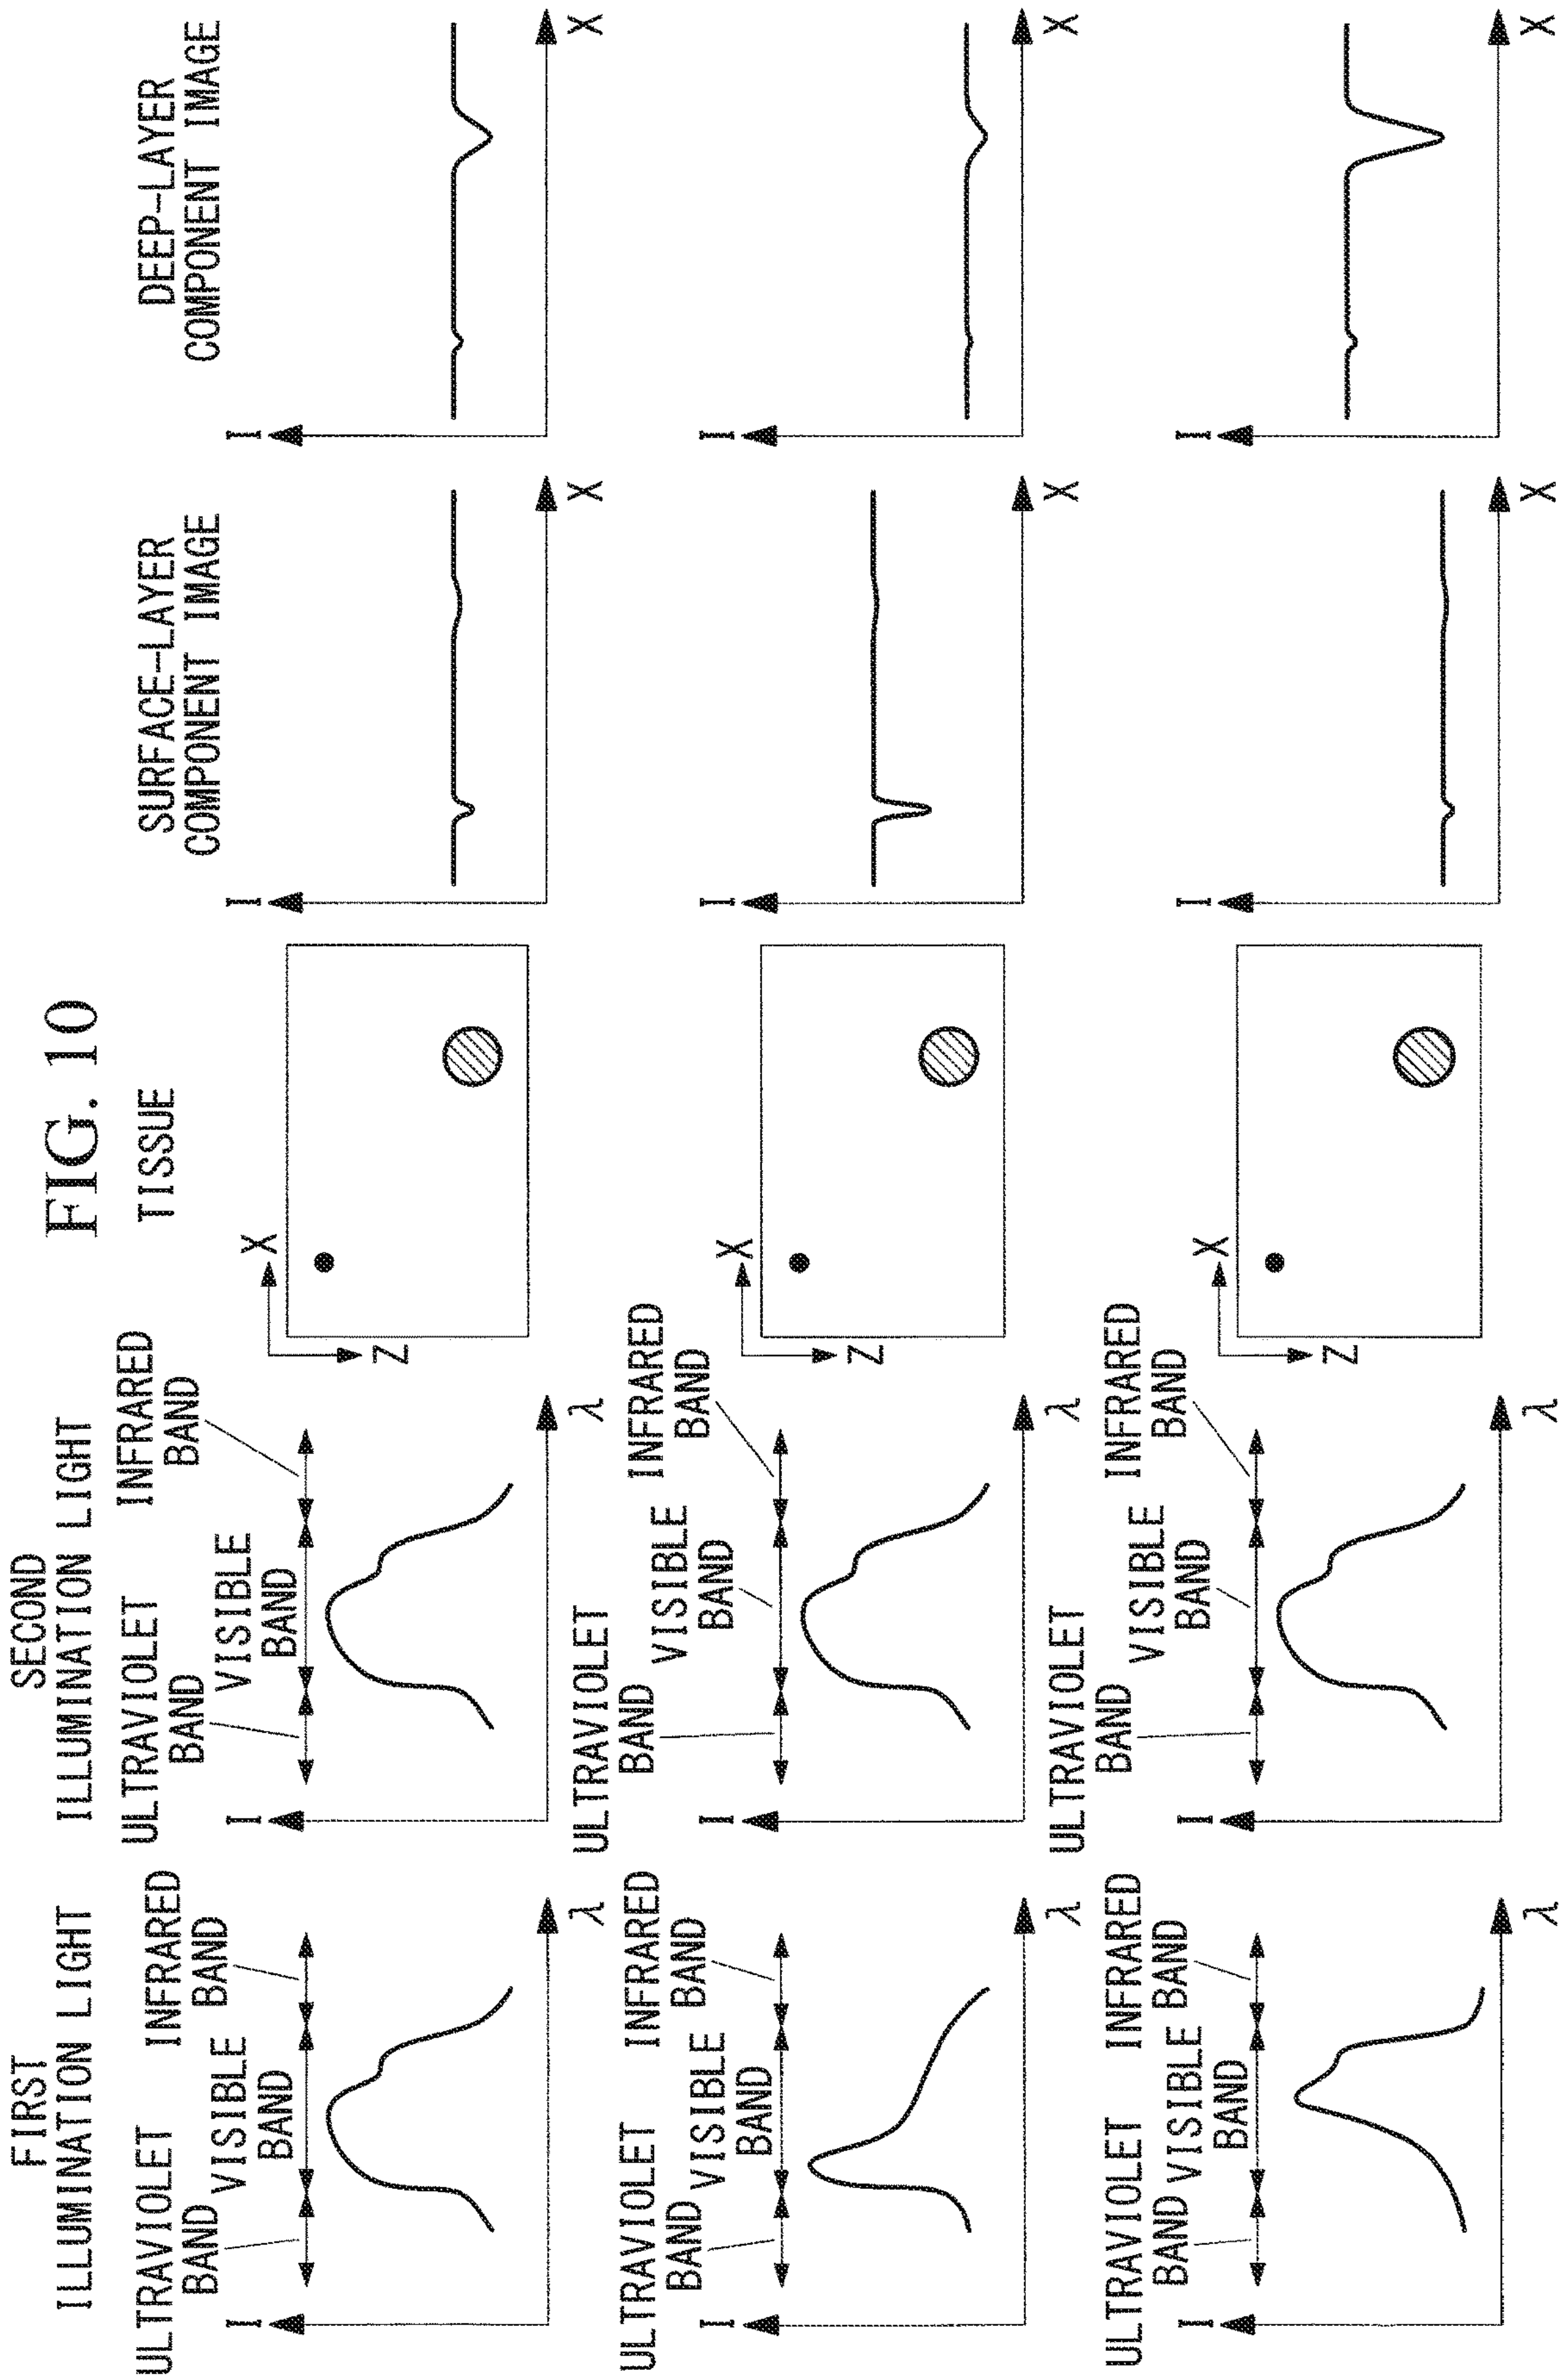 FIG. 10
FIRST
ILLUMINATION LIGHT
SECOND
ILLUMINATION LIGHT
TISSUE
SURFACE-LAYER
COMPONENT IMAGE
DEEP-LAYER
COMPONENT IMAGE
ULTRAVIOLET
BAND
VISIBLE
BAND
INFRARED
BAND
I
λ
ULTRAVIOLET
BAND
VISIBLE
BAND
INFRARED
BAND
I
λ
X
Z
I
X
I
X
ULTRAVIOLET
BAND
VISIBLE
BAND
INFRARED
BAND
I
λ
ULTRAVIOLET
BAND
VISIBLE
BAND
INFRARED
BAND
I
λ
X
Z
I
X
I
X
ULTRAVIOLET
BAND
VISIBLE
BAND
INFRARED
BAND
I
λ
ULTRAVIOLET
BAND
VISIBLE
BAND
INFRARED
BAND
I
λ
X
Z
I
X
I
X